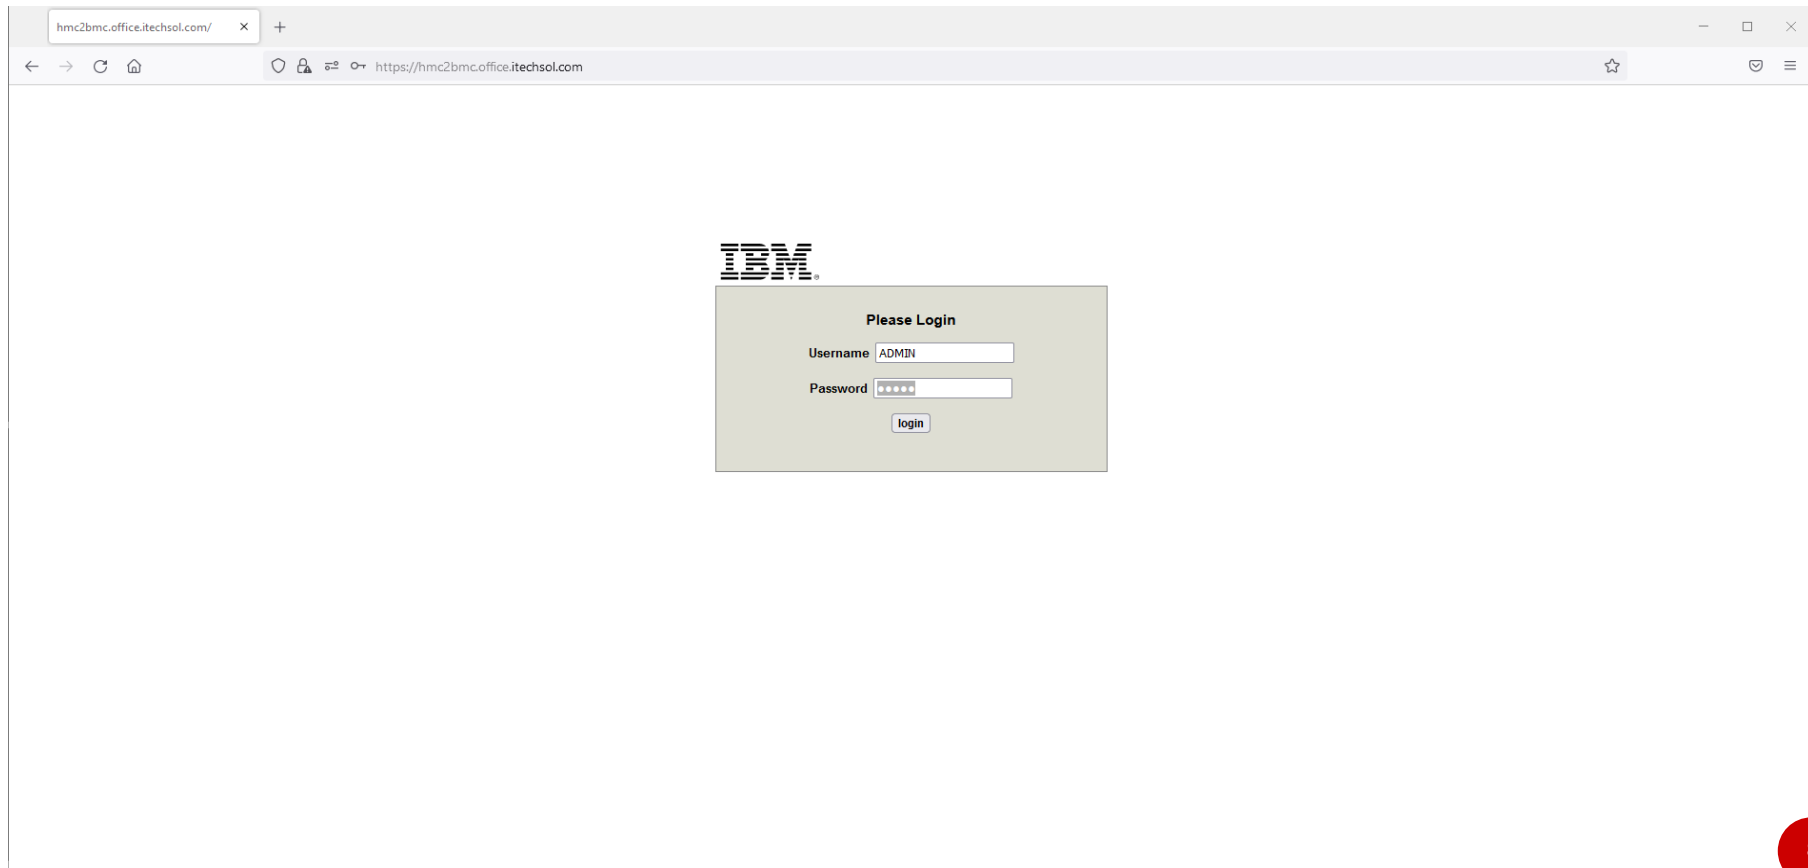 hmc2bmc.office.itechsol.com/
https://hmc2bmc.office.itechsol.com
IBM®
Please Login
Username ADMIN
Password •••••
login